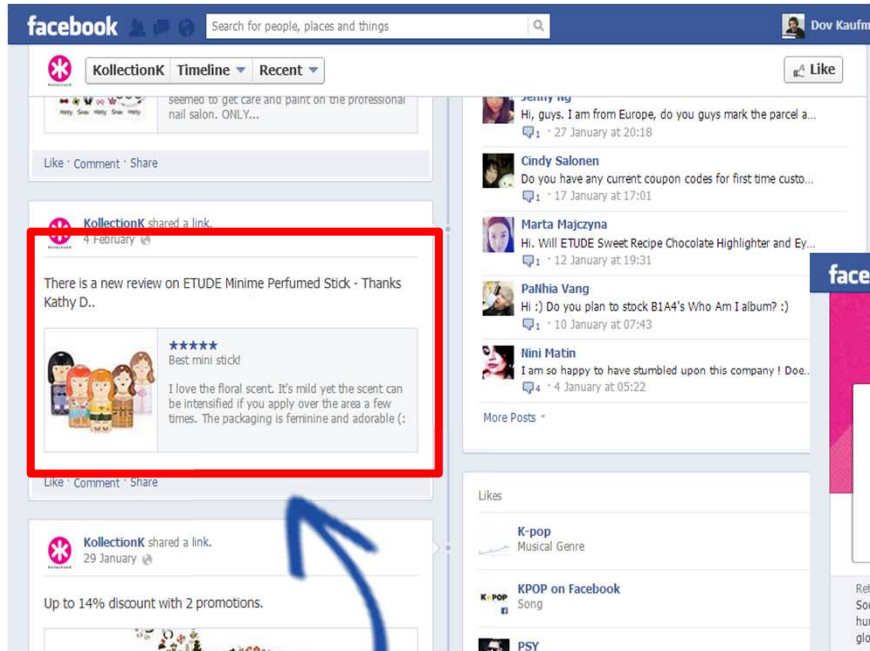 facebook
Search for people, places and things
Dov Kaufm
KollectionK Timeline Recent
Like
seemed to get care and paint on the professional
nail salon. ONLY...
Like · Comment · Share
KollectionK shared a link.
4 February
There is a new review on ETUDE Minime Perfumed Stick - Thanks
Kathy D..
★★★★★
Best mini stick!
I love the floral scent. It's mild yet the scent can
be intensified if you apply over the area a few
times. The packaging is feminine and adorable (:
Like · Comment · Share
KollectionK shared a link.
29 January
Up to 14% discount with 2 promotions.
Jenny Ng
Hi, guys. I am from Europe, do you guys mark the parcel a...
1 · 27 January at 20:18
Cindy Salonen
Do you have any current coupon codes for first time custo...
1 · 17 January at 17:01
Marta Majczyna
Hi. Will ETUDE Sweet Recipe Chocolate Highlighter and Ey...
1 · 12 January at 19:31
PaNhia Vang
Hi :) Do you plan to stock B1A4's Who Am I album? :)
1 · 10 January at 07:43
Nini Matin
I am so happy to have stumbled upon this company ! Doe..
4 · 4 January at 05:22
More Posts
Likes
K-pop
Musical Genre
K-POP
KPOP on Facebook
Song
PSY
face
Ret
Sou
hun
glo